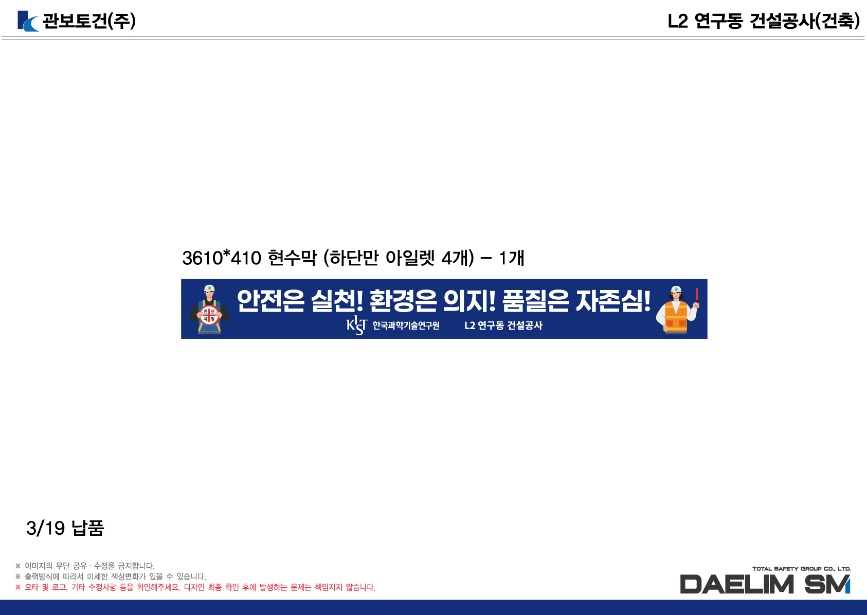 관보토건(주)
L2 연구동 건설공사(건축)
3610*410 현수막 (하단만 아일렛 4개) - 1개
안전은 실천! 환경은 의지! 품질은 자존심!
KIST 한국과학기술연구원 L2 연구동 건설공사
3/19 납품
※ 이미지의 무단 공유·수정을 금지합니다.
※ 출력방식에 따라서 미세한 색상변화가 있을 수 있습니다.
※ 오타 및 로고, 기타 수정사항 등을 확인해주세요. 디자인 최종 확인 후에 발생하는 문제는 책임지지 않습니다.
TOTAL SAFETY GROUP CO., LTD.
DAELIM SM